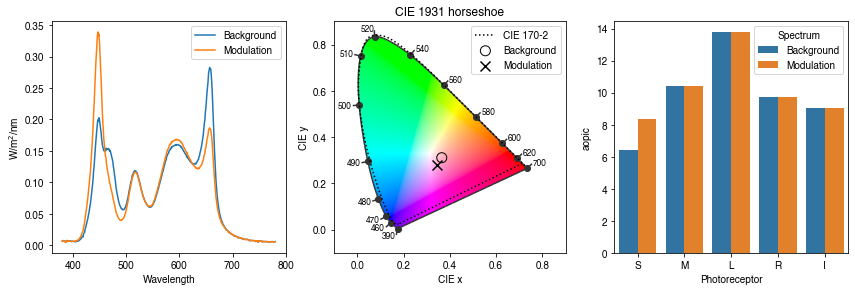 0.35
0.30
0.25
0.20
0.15
0.10
0.05
0.00
W/m²/nm
400
500
600
700
800
Wavelength
Background
Modulation
CIE 1931 horseshoe
0.8
0.6
0.4
0.2
0.0
CIE y
0.0
0.2
0.4
0.6
0.8
CIE x
CIE 170-2
Background
Modulation
520
540
510
560
500
580
600
620
700
490
480
470
460
390
14
12
10
8
6
4
2
0
aopic
S
M
L
R
I
Photoreceptor
Spectrum
Background
Modulation